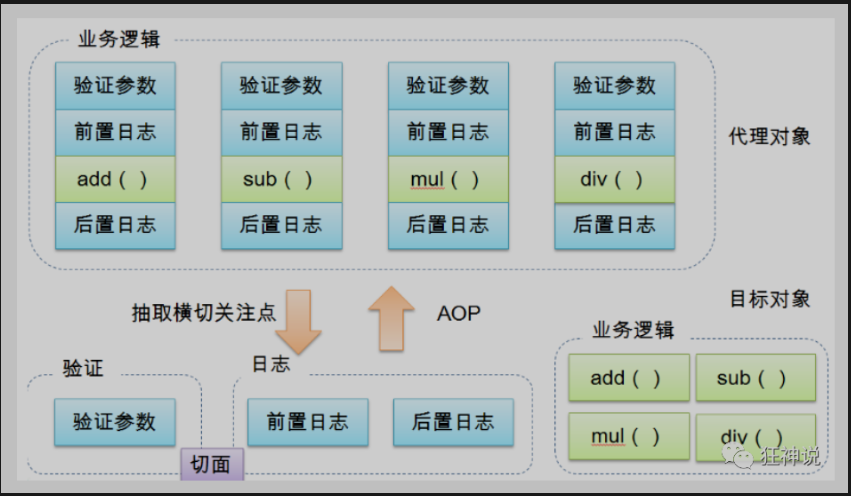 业务逻辑
验证参数 验证参数 验证参数 验证参数
前置日志 前置日志 前置日志 前置日志
代理对象
add ( ) sub ( ) mul ( ) div ( )
后置日志 后置日志 后置日志 后置日志
抽取横切关注点
AOP
目标对象
业务逻辑
验证
日志
add ( ) sub ( )
验证参数
前置日志 后置日志
mul ( ) div ( )
切面
狂神说